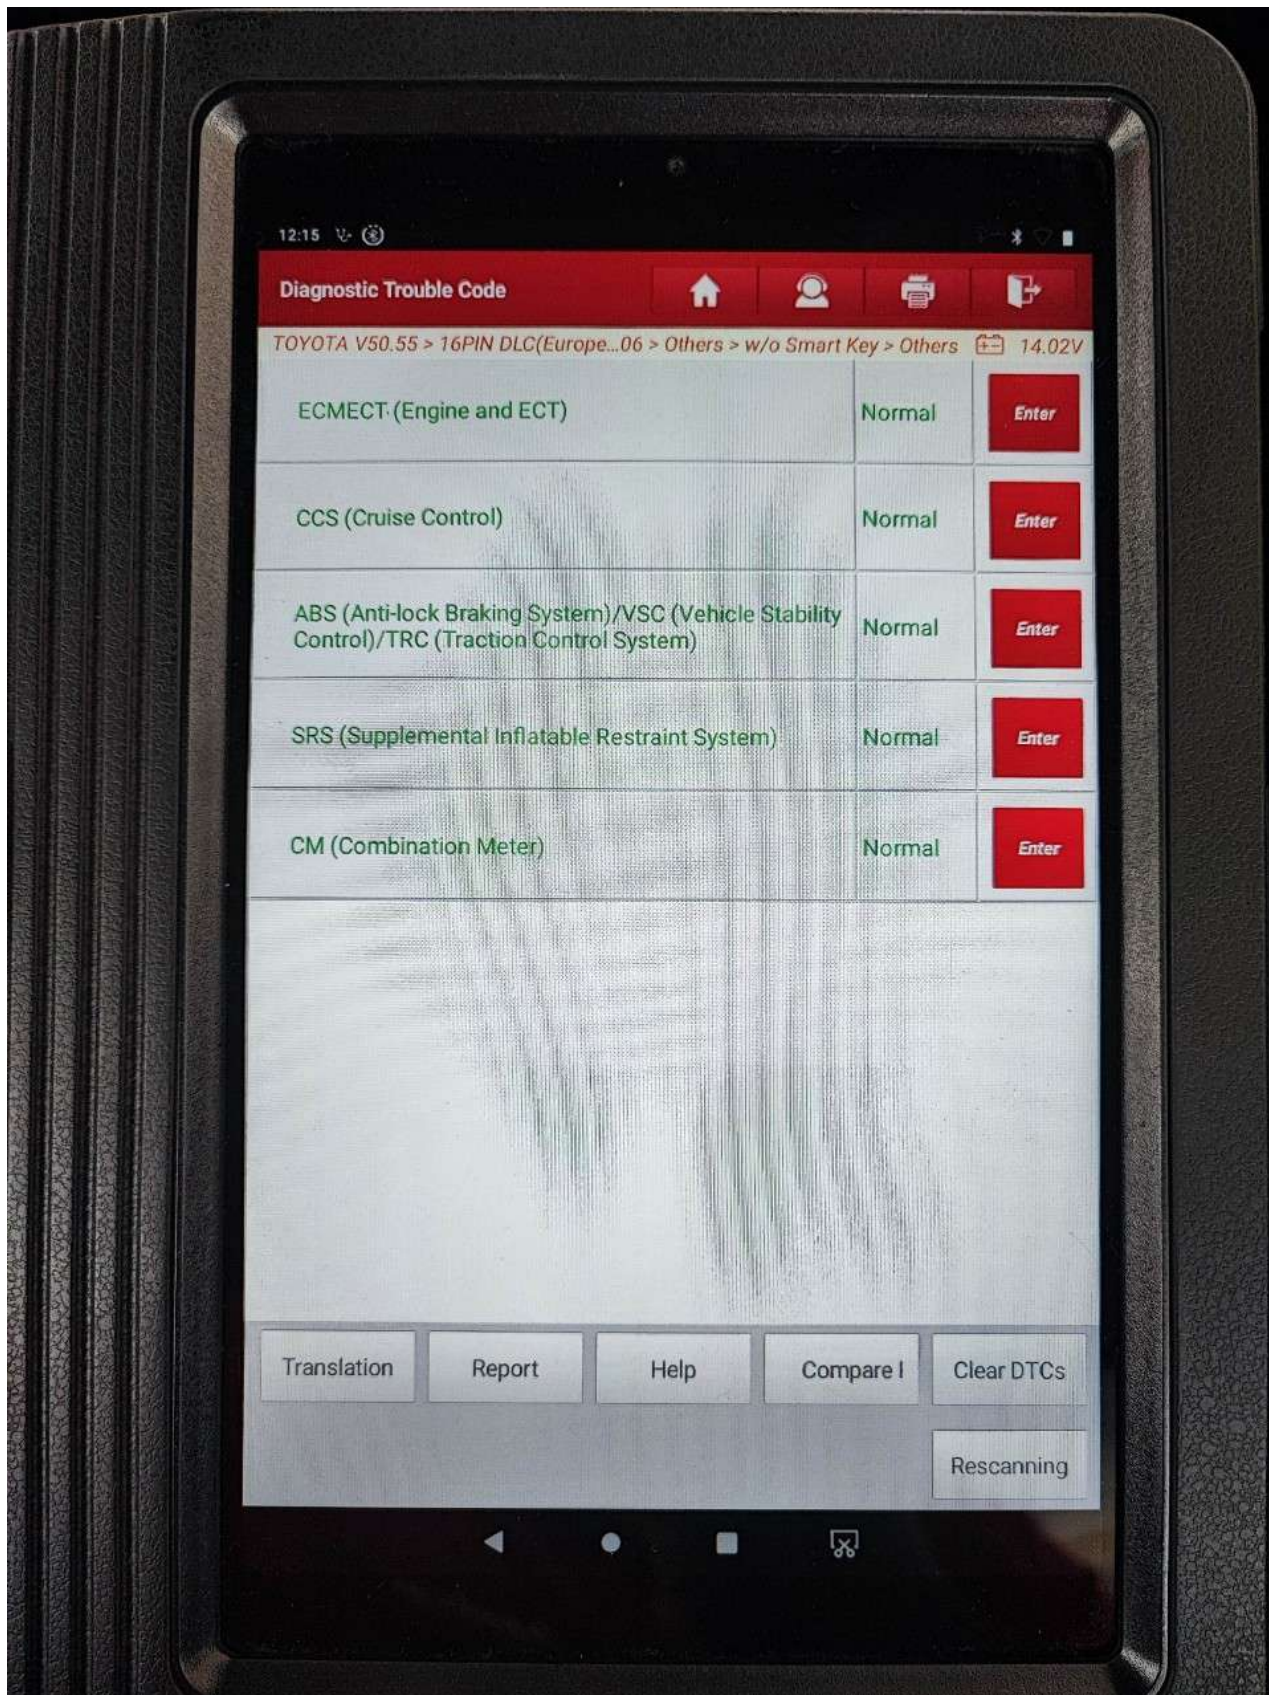 12:15
Diagnostic Trouble Code
TOYOTA V50.55 > 16PIN DLC(Europe...06 > Others > w/o Smart Key > Others 14.02V
ECMECT (Engine and ECT) Normal Enter
CCS (Cruise Control) Normal Enter
ABS (Anti-lock Braking System)/VSC (Vehicle Stability
Control)/TRC (Traction Control System) Normal Enter
SRS (Supplemental Inflatable Restraint System) Normal Enter
CM (Combination Meter) Normal Enter
Translation Report Help Compare I Clear DTCs
Rescanning